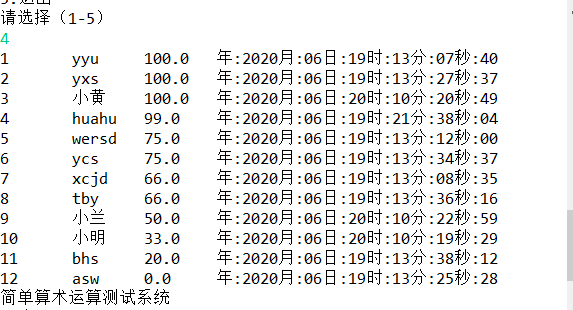 5.退出
请选择（1-5）
4
1 yyu 100.0 年:2020月:06日:19时:13分:07秒:40
2 yxs 100.0 年:2020月:06日:19时:13分:27秒:37
3 小黄 100.0 年:2020月:06日:20时:10分:20秒:49
4 huahu 99.0 年:2020月:06日:19时:21分:38秒:04
5 wersd 75.0 年:2020月:06日:19时:13分:12秒:00
6 ycs 75.0 年:2020月:06日:19时:13分:34秒:37
7 xcjd 66.0 年:2020月:06日:19时:13分:08秒:35
8 tby 66.0 年:2020月:06日:19时:13分:36秒:16
9 小兰 50.0 年:2020月:06日:20时:10分:22秒:59
10 小明 33.0 年:2020月:06日:20时:10分:19秒:29
11 bhs 20.0 年:2020月:06日:19时:13分:38秒:12
12 asw 0.0 年:2020月:06日:19时:13分:25秒:28
简单算术运算测试系统